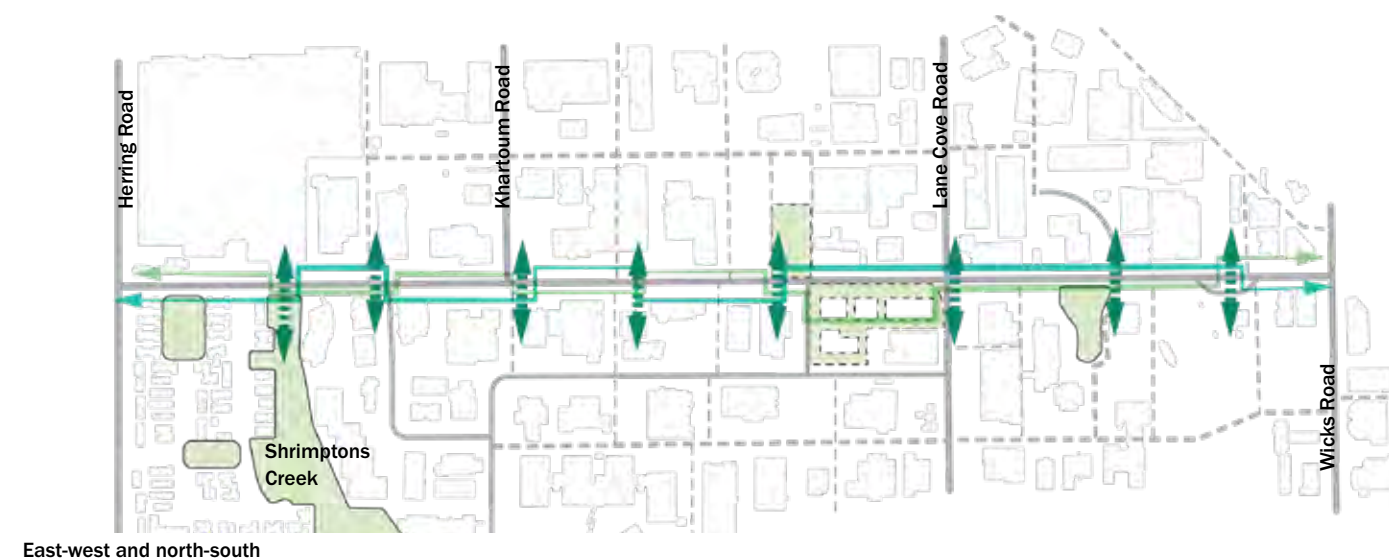 Herring Road
Khartoum Road
Lane Cove Road
Wicks Road
Shrimptons
Creek
East-west and north-south